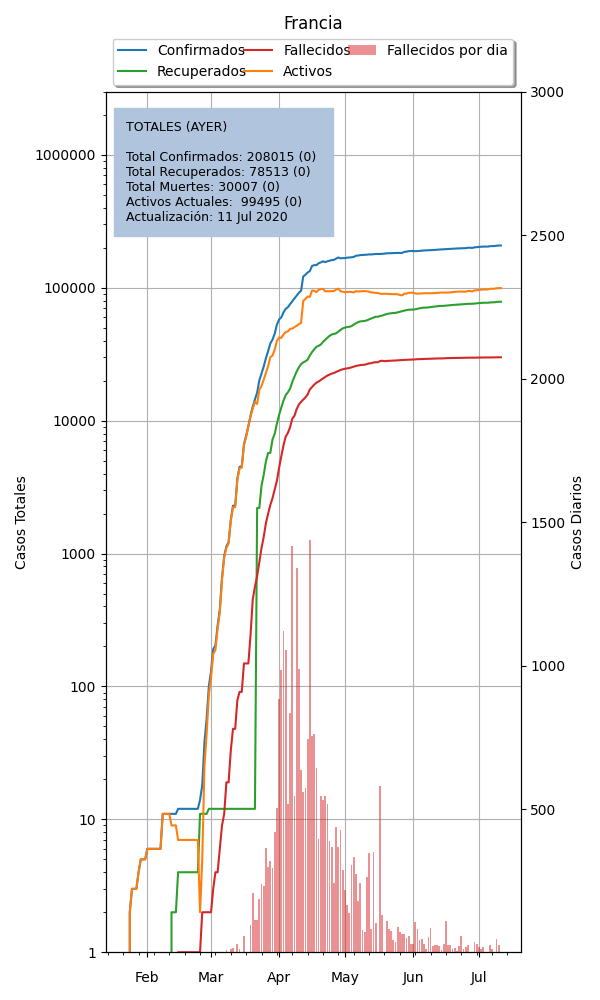 Francia
Confirmados Fallecidos Fallecidos por dia
Recuperados Activos
TOTALES (AYER)
Total Confirmados: 208015 (0)
Total Recuperados: 78513 (0)
Total Muertes: 30007 (0)
Activos Actuales: 99495 (0)
Actualización: 11 Jul 2020
Casos Totales
1000000
100000
10000
1000
100
10
1
3000
2500
2000
1500
1000
500
Casos Diarios
Feb Mar Apr May Jun Jul